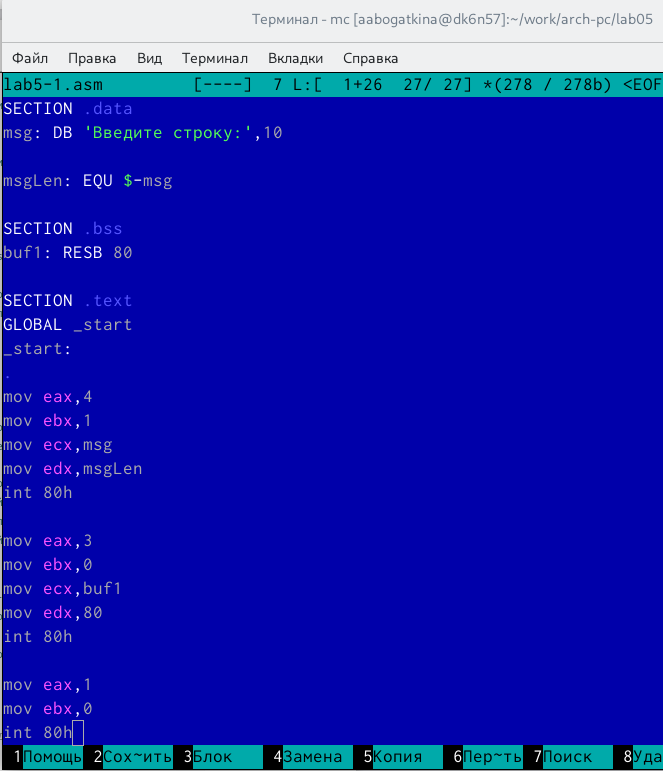 Терминал - mc [aabogatkina@dk6n57]:~/work/arch-pc/lab05
Файл Правка Вид Терминал Вкладки Справка
lab5-1.asm [----] 7 L:[ 1+26 27/ 27] *(278 / 278b) <EOF
SECTION .data
msg: DB 'Введите строку:',10
msgLen: EQU $-msg
SECTION .bss
buf1: RESB 80
SECTION .text
GLOBAL _start
_start:
.
mov eax,4
mov ebx,1
mov ecx,msg
mov edx,msgLen
int 80h
mov eax,3
mov ebx,0
mov ecx,buf1
mov edx,80
int 80h
mov eax,1
mov ebx,0
int 80h
1Помощь 2Сох~ить 3Блок 4Замена 5Копия 6Пер~ть 7Поиск 8Уда